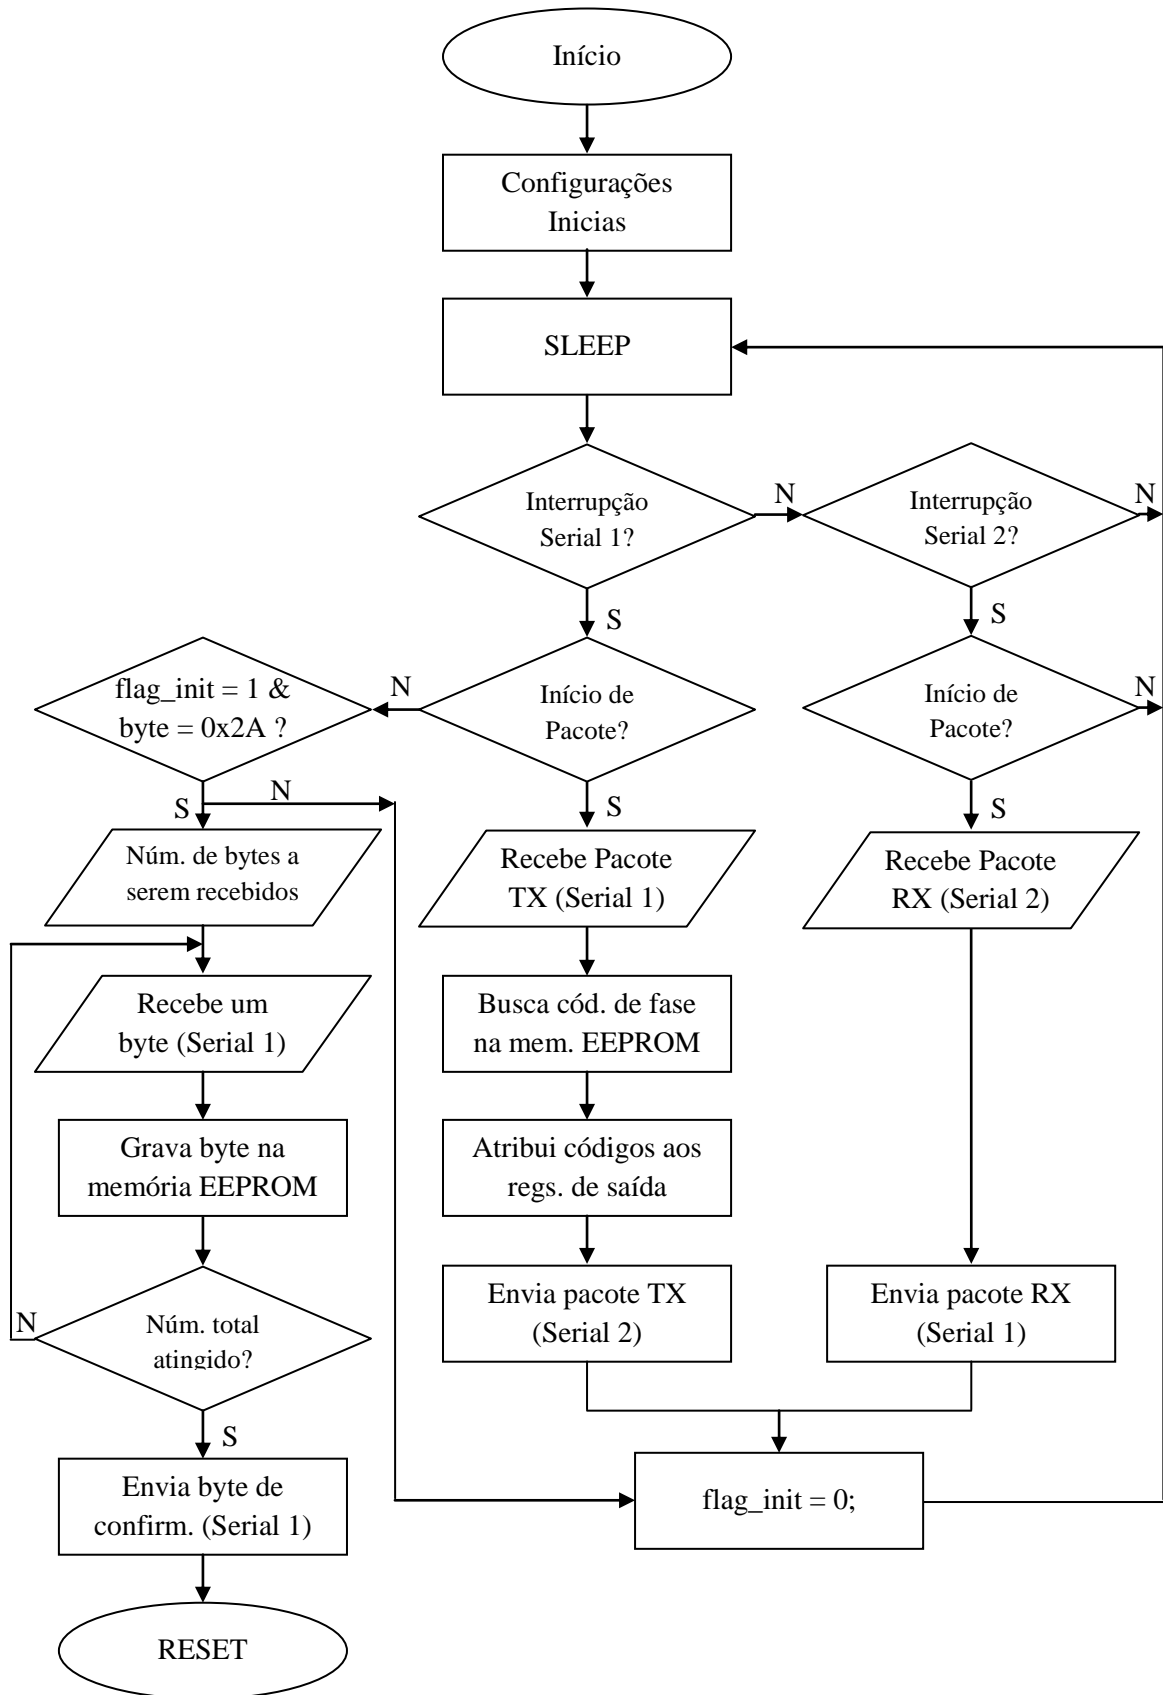 Início
Configurações
Inicias
SLEEP
Interrupção
Serial 1?
N
Interrupção
Serial 2?
N
S
S
flag_init = 1 &
byte = 0x2A ?
N
Início de
Pacote?
Início de
Pacote?
N
S
N
S
S
Núm. de bytes a
serem recebidos
Recebe Pacote
TX (Serial 1)
Recebe Pacote
RX (Serial 2)
Recebe um
byte (Serial 1)
Busca cód. de fase
na mem. EEPROM
Grava byte na
memória EEPROM
Atribui códigos aos
regs. de saída
N
Núm. total
atingido?
Envia pacote TX
(Serial 2)
Envia pacote RX
(Serial 1)
S
Envia byte de
confirm. (Serial 1)
flag_init = 0;
RESET